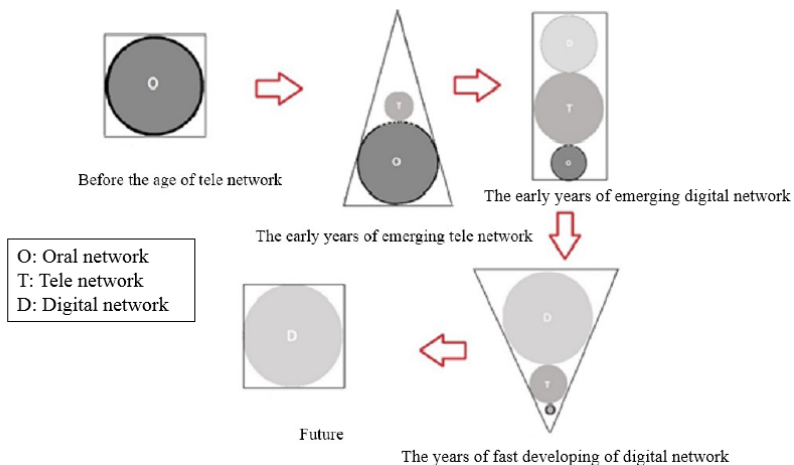 O
Before the age of tele network
T
O
The early years of emerging tele network
D
T
O
The early years of emerging digital network
O: Oral network
T: Tele network
D: Digital network
D
T
O
The years of fast developing of digital network
D
Future